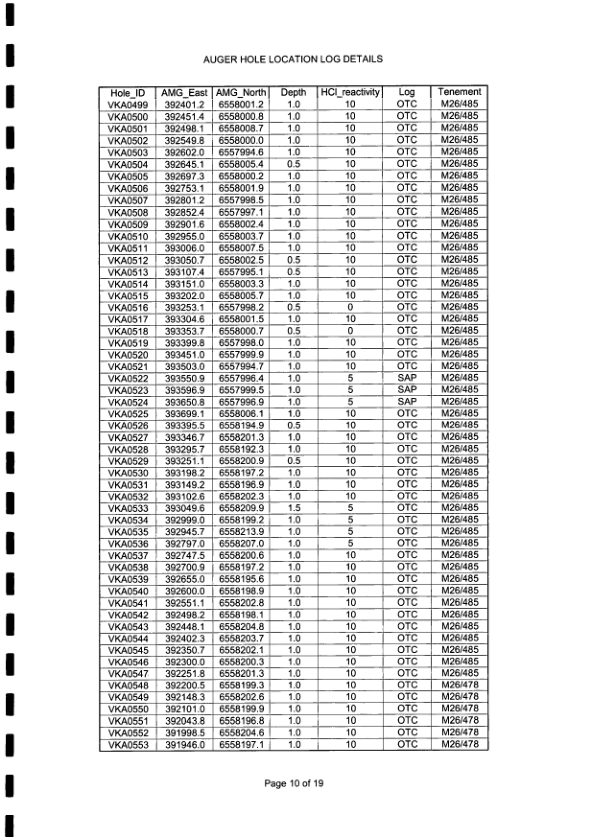 AUGER HOLE LOCATION LOG DETAILS
Hole_ID AMG_East AMG_North Depth HCl_reactivity Log Tenement
VKA0499 392401.2 6558001.2 1.0 10 OTC M26/485
VKA0500 392451.4 6558000.8 1.0 10 OTC M26/485
VKA0501 392498.1 6558008.7 1.0 10 OTC M26/485
VKA0502 392549.8 6558000.0 1.0 10 OTC M26/485
VKA0503 392602.0 6557994.6 1.0 10 OTC M26/485
VKA0504 392645.1 6558005.4 0.5 10 OTC M26/485
VKA0505 392697.3 6558000.2 1.0 10 OTC M26/485
VKA0506 392753.1 6558001.9 1.0 10 OTC M26/485
VKA0507 392801.2 6557998.5 1.0 10 OTC M26/485
VKA0508 392852.4 6557997.1 1.0 10 OTC M26/485
VKA0509 392901.6 6558002.4 1.0 10 OTC M26/485
VKA0510 392955.0 6558003.7 1.0 10 OTC M26/485
VKA0511 393006.0 6558007.5 1.0 10 OTC M26/485
VKA0512 393050.7 6558002.5 0.5 10 OTC M26/485
VKA0513 393107.4 6557995.1 0.5 10 OTC M26/485
VKA0514 393151.0 6558003.3 1.0 10 OTC M26/485
VKA0515 393202.0 6558005.7 1.0 10 OTC M26/485
VKA0516 393253.1 6557998.2 0.5 0 OTC M26/485
VKA0517 393304.6 6558001.5 1.0 10 OTC M26/485
VKA0518 393353.7 6558000.7 0.5 0 OTC M26/485
VKA0519 393399.8 6557998.0 1.0 10 OTC M26/485
VKA0520 393451.0 6557999.9 1.0 10 OTC M26/485
VKA0521 393503.0 6557994.7 1.0 10 OTC M26/485
VKA0522 393550.9 6557996.4 1.0 5 SAP M26/485
VKA0523 393596.9 6557999.5 1.0 5 SAP M26/485
VKA0524 393650.8 6557996.9 1.0 5 SAP M26/485
VKA0525 393699.1 6558006.1 1.0 10 OTC M26/485
VKA0526 393395.5 6558194.9 0.5 10 OTC M26/485
VKA0527 393346.7 6558201.3 1.0 10 OTC M26/485
VKA0528 393295.7 6558192.3 1.0 10 OTC M26/485
VKA0529 393251.1 6558200.9 0.5 10 OTC M26/485
VKA0530 393198.2 6558197.2 1.0 10 OTC M26/485
VKA0531 393149.2 6558196.9 1.0 10 OTC M26/485
VKA0532 393102.6 6558202.3 1.0 10 OTC M26/485
VKA0533 393049.6 6558209.9 1.5 5 OTC M26/485
VKA0534 392999.0 6558199.2 1.0 5 OTC M26/485
VKA0535 392945.7 6558213.9 1.0 5 OTC M26/485
VKA0536 392797.0 6558207.0 1.0 5 OTC M26/485
VKA0537 392747.5 6558200.6 1.0 10 OTC M26/485
VKA0538 392700.9 6558197.2 1.0 10 OTC M26/485
VKA0539 392655.0 6558195.6 1.0 10 OTC M26/485
VKA0540 392600.0 6558198.9 1.0 10 OTC M26/485
VKA0541 392551.1 6558202.8 1.0 10 OTC M26/485
VKA0542 392498.2 6558198.1 1.0 10 OTC M26/485
VKA0543 392448.1 6558204.8 1.0 10 OTC M26/485
VKA0544 392402.3 6558203.7 1.0 10 OTC M26/485
VKA0545 392350.7 6558202.1 1.0 10 OTC M26/485
VKA0546 392300.0 6558200.3 1.0 10 OTC M26/485
VKA0547 392251.8 6558201.3 1.0 10 OTC M26/485
VKA0548 392200.5 6558199.3 1.0 10 OTC M26/478
VKA0549 392148.3 6558202.6 1.0 10 OTC M26/478
VKA0550 392101.0 6558199.9 1.0 10 OTC M26/478
VKA0551 392043.8 6558196.8 1.0 10 OTC M26/478
VKA0552 391998.5 6558204.6 1.0 10 OTC M26/478
VKA0553 391946.0 6558197.1 1.0 10 OTC M26/478
Page 10 of 19